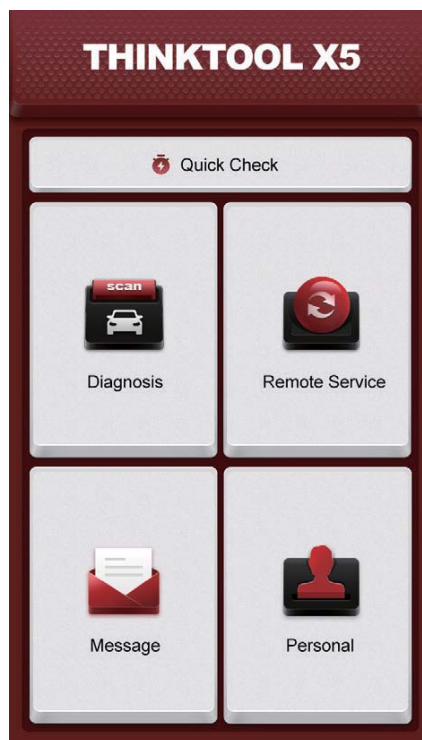 THINKTOOL X5
Quick Check
scan
Diagnosis
Remote Service
Message
Personal